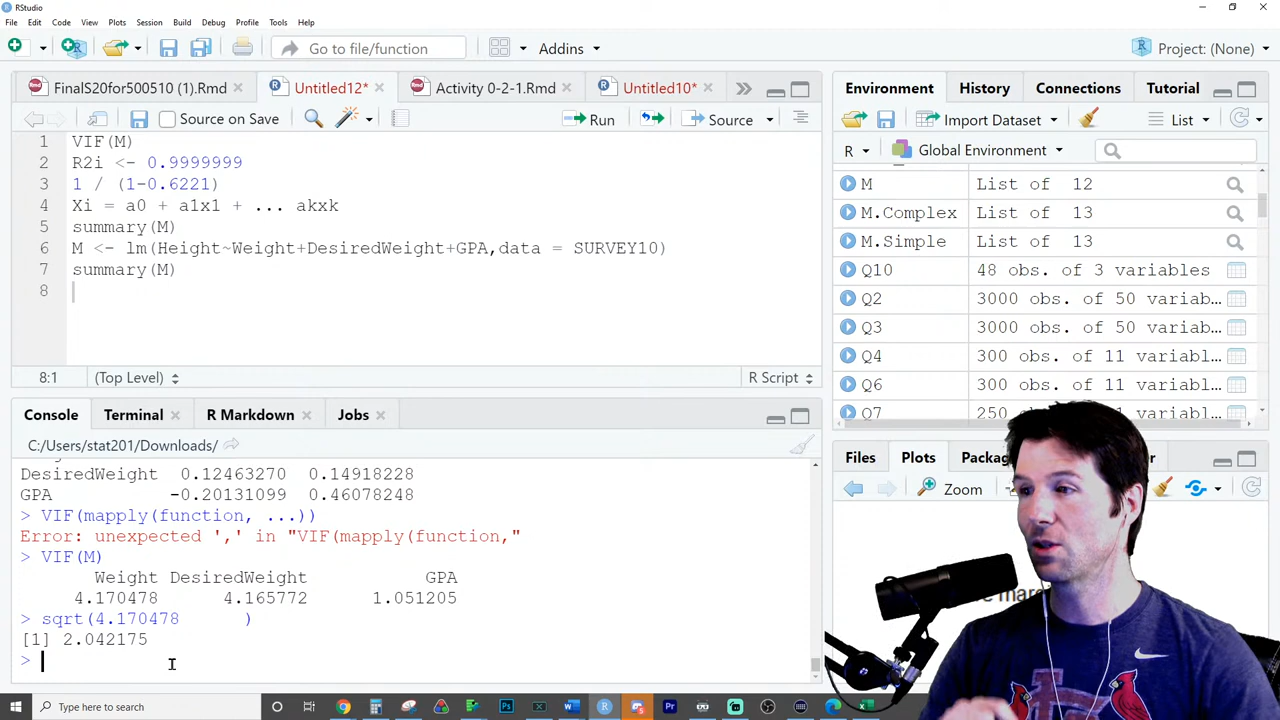 RStudio
File Edit Code View Plots Session Build Debug Profile Tools Help
Go to file/function
Addins
Project: (None)
FinalS20for500510 (1).Rmd
Untitled12*
Activity 0-2-1.Rmd
Untitled10*
Source on Save
Run
Source
1 VIF(M)
2 R2i <- 0.9999999
3 1 / (1-0.6221)
4 Xi = a0 + a1x1 + ... akxk
5 summary(M)
6 M <- lm(Height~Weight+DesiredWeight+GPA,data = SURVEY10)
7 summary(M)
8
8:1 (Top Level) R Script
Console Terminal R Markdown Jobs
C:/Users/stat201/Downloads/
DesiredWeight 0.12463270 0.14918228
GPA -0.20131099 0.46078248
> VIF(mapply(function, ...))
Error: unexpected ',' in "VIF(mapply(function,"
> VIF(M)
Weight DesiredWeight GPA
4.170478 4.165772 1.051205
> sqrt(4.170478 )
[1] 2.042175
>
Environment History Connections Tutorial
Import Dataset
List
R Global Environment
M List of 12
M.Complex List of 13
M.Simple List of 13
Q10 48 obs. of 3 variables
Q2 3000 obs. of 50 variab…
Q3 3000 obs. of 50 variab…
Q4 300 obs. of 11 variabl…
Q6 300 obs. of 11 variabl…
Q7 250
Files Plots
Zoom
Type here to search